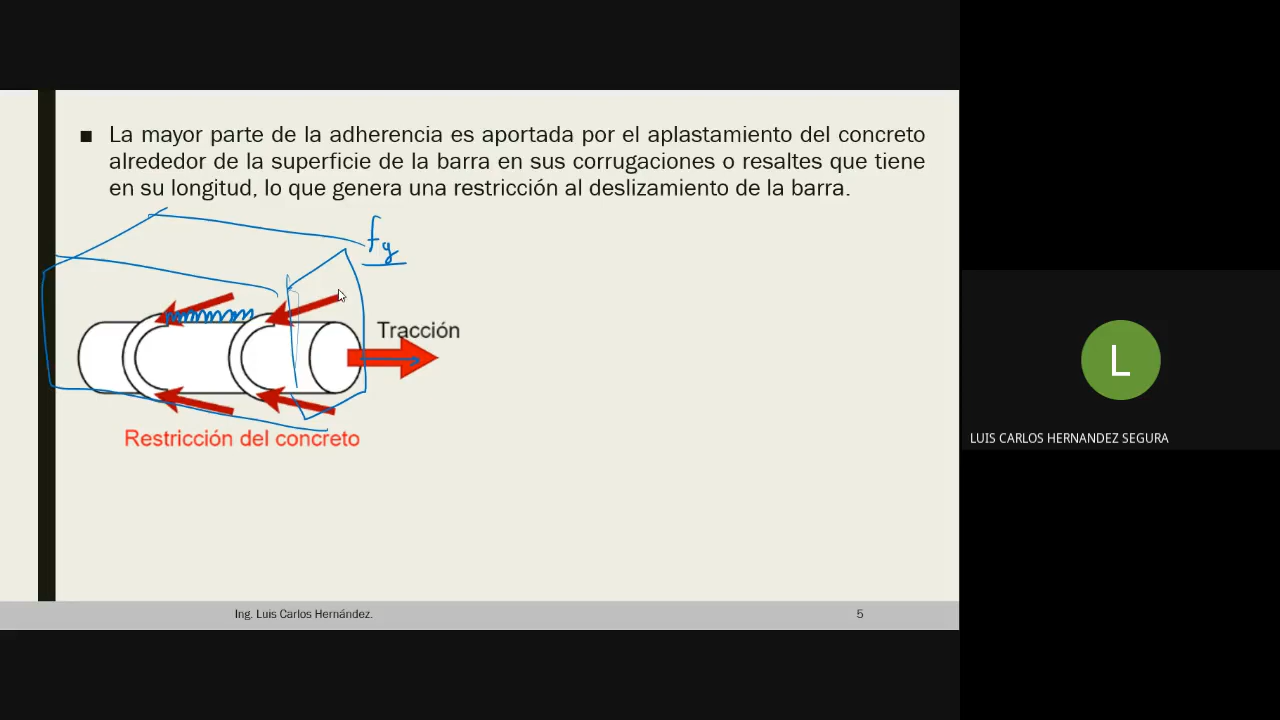 ■ La mayor parte de la adherencia es aportada por el aplastamiento del concreto
alrededor de la superficie de la barra en sus corrugaciones o resaltes que tiene
en su longitud, lo que genera una restricción al deslizamiento de la barra.
fy
Tracción
Restricción del concreto
Ing. Luis Carlos Hernández.
5
L
LUIS CARLOS HERNANDEZ SEGURA